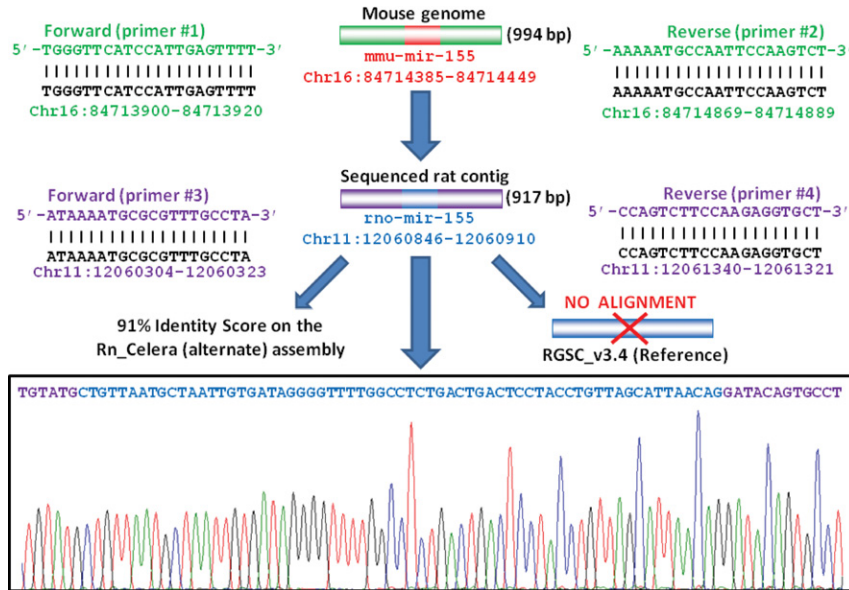 Forward (primer #1)
5′-TGGGTTCATCCATTGAGTTTT-3′
TGGGTTCATCCATTGAGTTTT
Chr16:84713900-84713920
Mouse genome
(994 bp)
mmu-mir-155
Chr16:84714385-84714449
Reverse (primer #2)
5′-AAAAATGCCAATTCCAAGTCT-3′
AAAAATGCCAATTCCAAGTCT
Chr16:84714869-84714889
Forward (primer #3)
5′-ATAAAATGCGCGTTTGCCTA-3′
ATAAAATGCGCGTTTGCCTA
Chr11:12060304-12060323
Sequenced rat contig
(917 bp)
rno-mir-155
Chr11:12060846-12060910
Reverse (primer #4)
5′-CCAGTCTTCCAAGAGGTGCT-3′
CCAGTCTTCCAAGAGGTGCT
Chr11:12061340-12061321
91% Identity Score on the
Rn_Celera (alternate) assembly
NO ALIGNMENT
RGSC_v3.4 (Reference)
TGTATGCTGTTAATGCTAATTGTGATAGGGGTTTTGGCCTCTGACTGACTCCTACCTGTTAGCATTAACAGGATACAGTGCCT